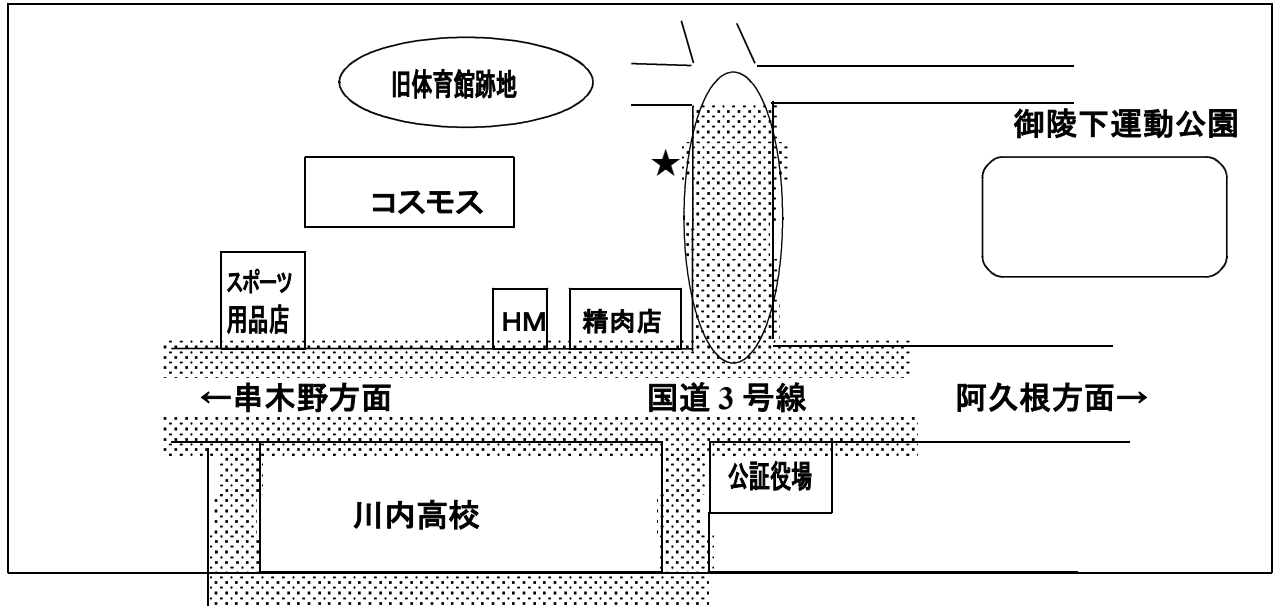 旧体育館跡地
御陵下運動公園
★
コスモス
スポーツ
用品店
HM
精肉店
←串木野方面
国道3号線
阿久根方面→
公証役場
川内高校